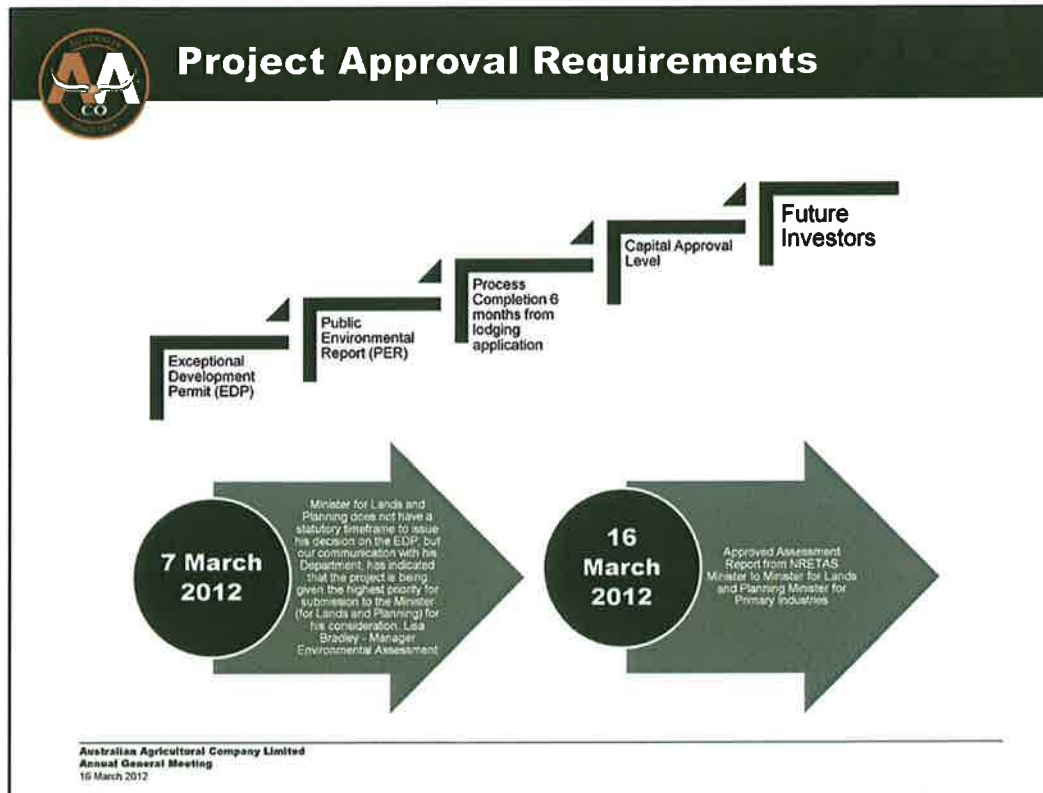 AUSTRALIAN
AA
CO
Project Approval Requirements
Exceptional
Development
Permit (EDP)
Public
Environmental
Report (PER)
Process
Completion 6
months from
lodging
application
Capital Approval
Level
Future
Investors
7 March
2012
Minister for Lands and
Planning does not have a
statutory timeframe to issue
his decision on the EDP, but
our communication with his
Department, has indicated
that the project is being
given the highest priority for
submission to the Minister
(for Lands and Planning) for
his consideration. Lisa
Bradley - Manager
Environmental Assessment
16
March
2012
Approved Assessment
Report from NRETAS
Minister to Minister for Lands
and Planning Minister for
Primary Industries
Australian Agricultural Company Limited
Annual General Meeting
16 March 2012